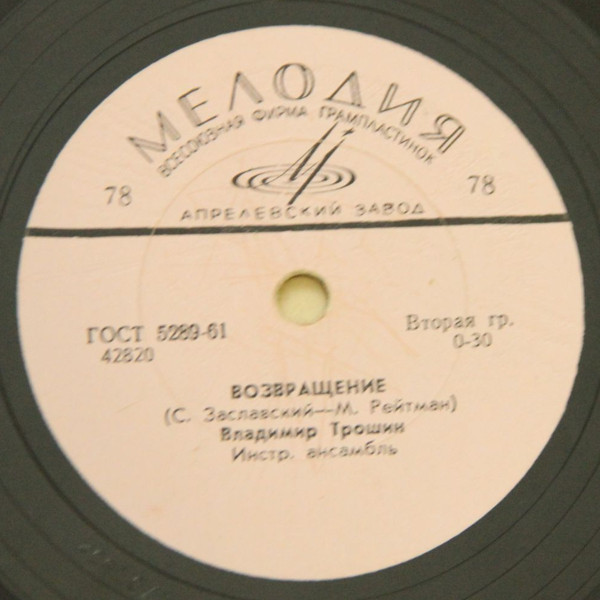 МЕЛОДИЯ
ВСЕСОЮЗНАЯ ФИРМА ГРАМПЛАСТИНОК
78
78
АПРЕЛЕВСКИЙ ЗАВОД
ГОСТ 5289-61
42820
Вторая гр.
0-30
ВОЗВРАЩЕНИЕ
(С. Заславский—М. Рейтман)
Владимир Трошин
Инстр. ансамбль